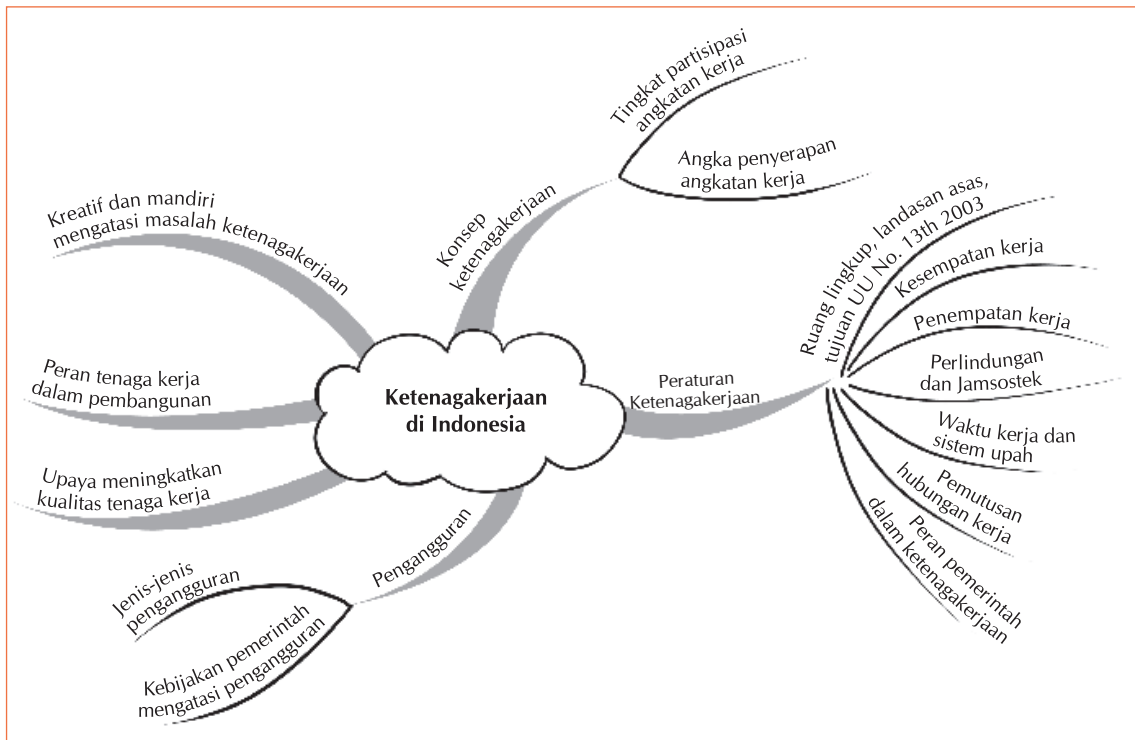 Ketenagakerjaan
di Indonesia
Konsep
ketenagakerjaan
Tingkat partisipasi
angkatan kerja
Angka penyerapan
angkatan kerja
Peraturan
Ketenagakerjaan
Ruang lingkup, landasan asas,
tujuan UU No. 13th 2003
Kesempatan kerja
Penempatan kerja
Perlindungan
dan Jamsostek
Waktu kerja dan
sistem upah
Pemutusan
hubungan kerja
Peran pemerintah
dalam ketenagakerjaan
Pengangguran
Jenis-jenis
pengangguran
Kebijakan pemerintah
mengatasi pengangguran
Upaya meningkatkan
kualitas tenaga kerja
Peran tenaga kerja
dalam pembangunan
Kreatif dan mandiri
mengatasi masalah ketenagakerjaan